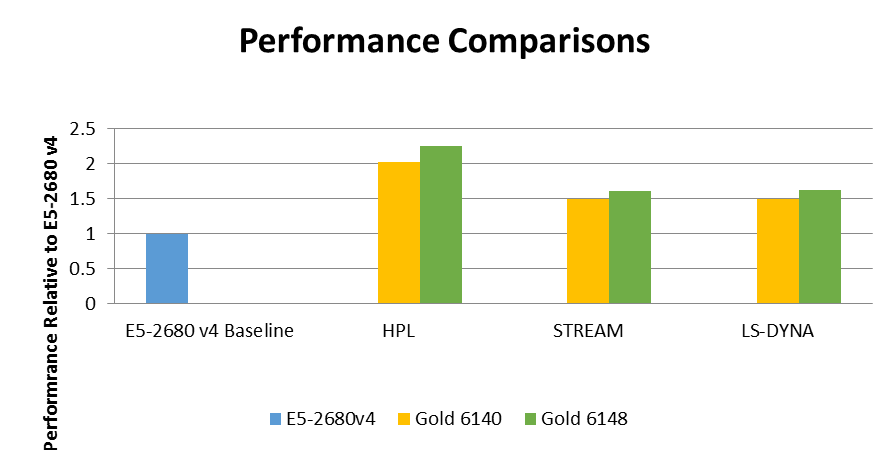 Performance Comparisons
Performrance Relative to E5-2680 v4
2.5
2
1.5
1
0.5
0
E5-2680 v4 Baseline HPL STREAM LS-DYNA
E5-2680v4 Gold 6140 Gold 6148